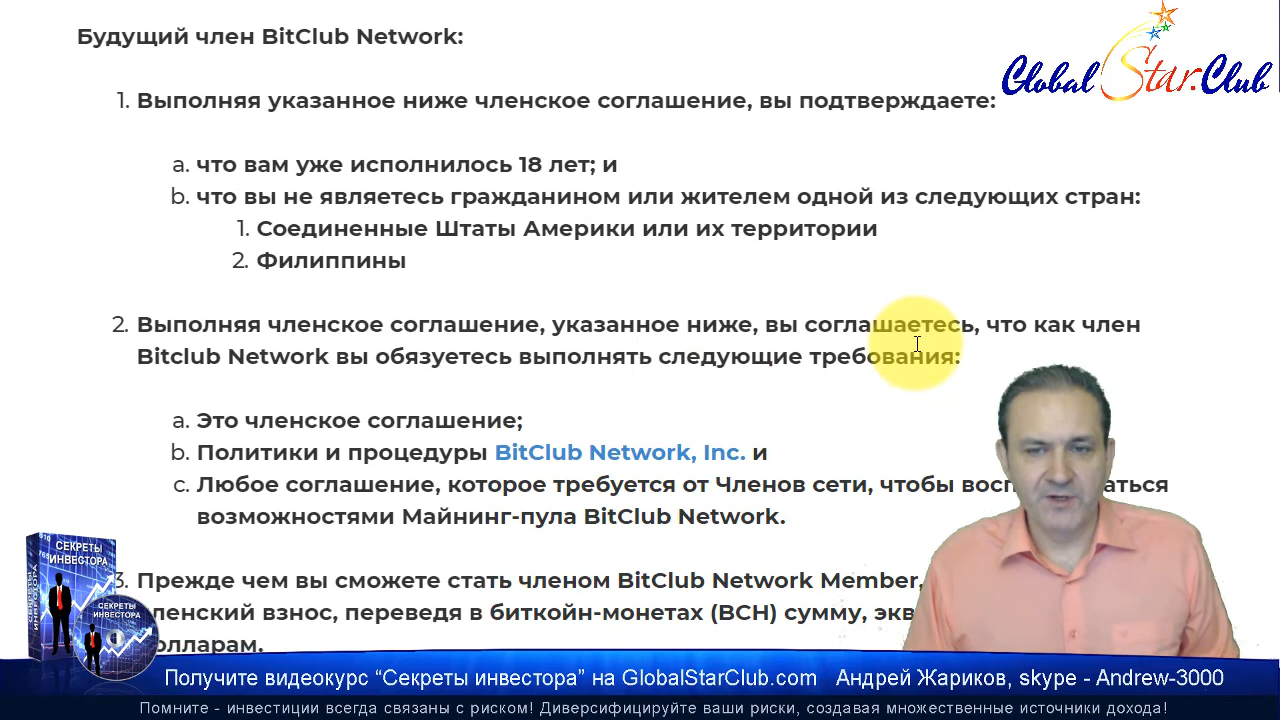 Будущий член BitClub Network:
Global Star.Club
1. Выполняя указанное ниже членское соглашение, вы подтверждаете:
a. что вам уже исполнилось 18 лет; и
b. что вы не являетесь гражданином или жителем одной из следующих стран:
1. Соединенные Штаты Америки или их территории
2. Филиппины
2. Выполняя членское соглашение, указанное ниже, вы соглашаетесь, что как член
Bitclub Network вы обязуетесь выполнять следующие требования:
a. Это членское соглашение;
b. Политики и процедуры BitClub Network, Inc. и
c. Любое соглашение, которое требуется от Членов сети, чтобы
возможностями Майнинг-пула BitClub Network.
СЕКРЕТЫ
ИНВЕСТОРА
СЕКРЕТЫ
ИНВЕСТОРА
СЕКРЕТЫ
ИНВЕСТОРА
3. Прежде чем вы сможете стать членом BitClub Network Member,
взнос, переведя в биткойн-монетах (BCH) сумму,
Получите видеокурс “Секреты инвестора” на GlobalStarClub.com Андрей Жариков, skype - Andrew-3000
Помните - инвестиции всегда связаны с риском! Диверсифицируйте ваши риски, создавая множественные источники дохода!